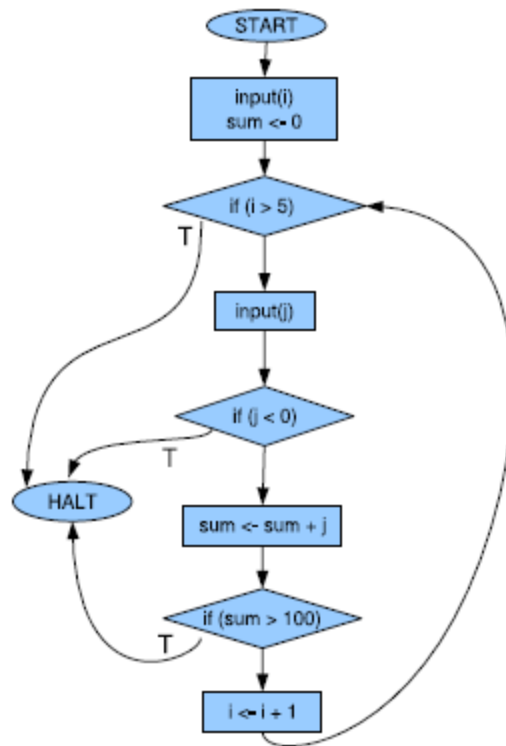 START
input(i)
sum <- 0
if (i > 5)
T
input(j)
if (j < 0)
T
HALT
sum <- sum + j
if (sum > 100)
T
i <- i + 1